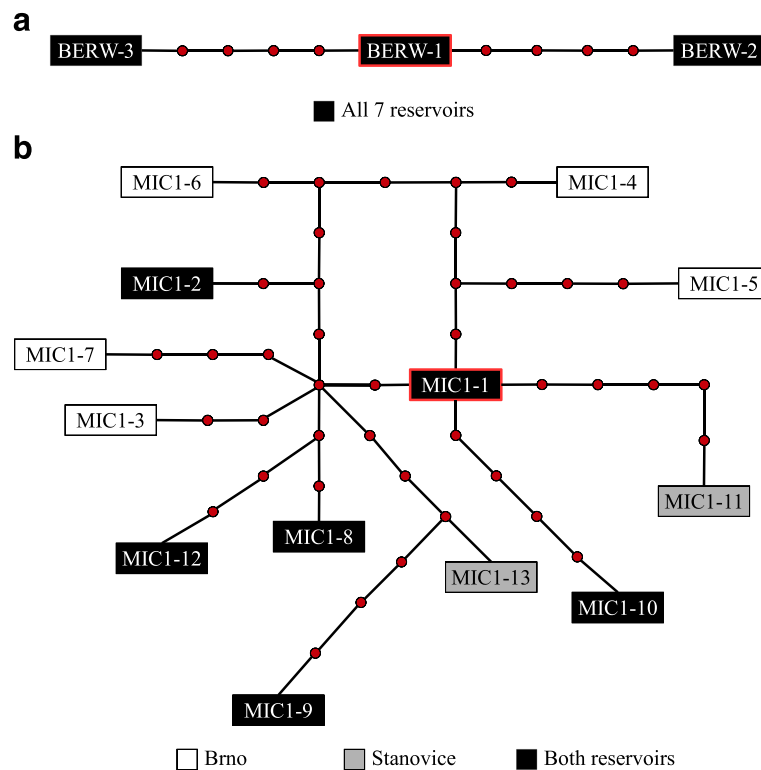 a
BERW-3 BERW-1 BERW-2
All 7 reservoirs
b
MIC1-6 MIC1-4
MIC1-2 MIC1-5
MIC1-7
MIC1-1
MIC1-3
MIC1-11
MIC1-8
MIC1-12
MIC1-13
MIC1-10
MIC1-9
Brno Stanovice Both reservoirs